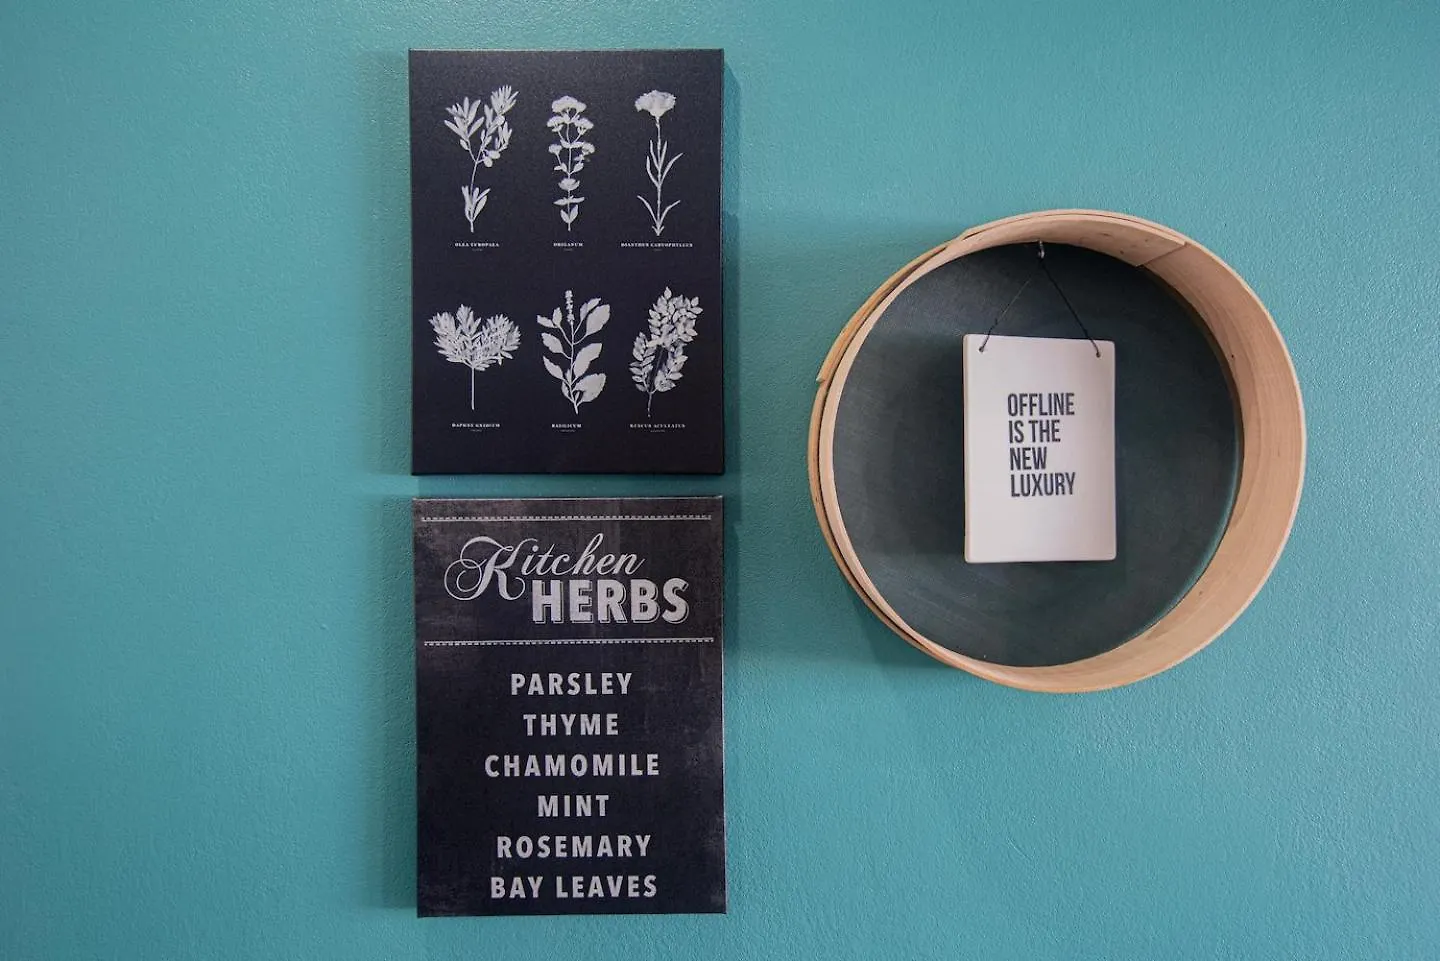 OLEA EUROPAEA
ORIGANUM
DIANTHUS CARYOPHYLLUS
DAPHNE GNIDIUM
BASILICUM
RUSCUS ACULEATUS
Kitchen
HERBS
PARSLEY
THYME
CHAMOMILE
MINT
ROSEMARY
BAY LEAVES
OFFLINE
IS THE
NEW
LUXURY